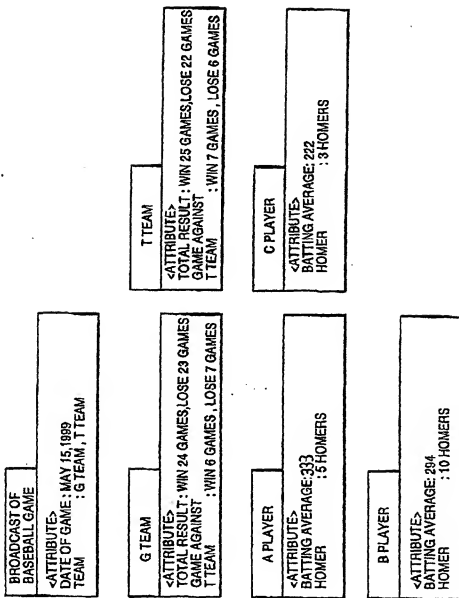 BROADCAST OF
BASEBALL GAME
<ATTRIBUTE>
DATE OF GAME : MAY 15,1999
TEAM : G TEAM , T TEAM
G TEAM
<ATTRIBUTE>
TOTAL RESULT : WIN 24 GAMES,LOSE 23 GAMES
GAME AGAINST
T TEAM : WIN 6 GAMES , LOSE 7 GAMES
T TEAM
<ATTRIBUTE>
TOTAL RESULT : WIN 25 GAMES,LOSE 22 GAMES
GAME AGAINST
T TEAM : WIN 7 GAMES , LOSE 6 GAMES
A PLAYER
<ATTRIBUTE>
BATTING AVERAGE:333
HOMER : 5 HOMERS
C PLAYER
<ATTRIBUTE>
BATTING AVERAGE: 222
HOMER : 3 HOMERS
B PLAYER
<ATTRIBUTE>
BATTING AVERAGE: 294
HOMER : 10 HOMERS